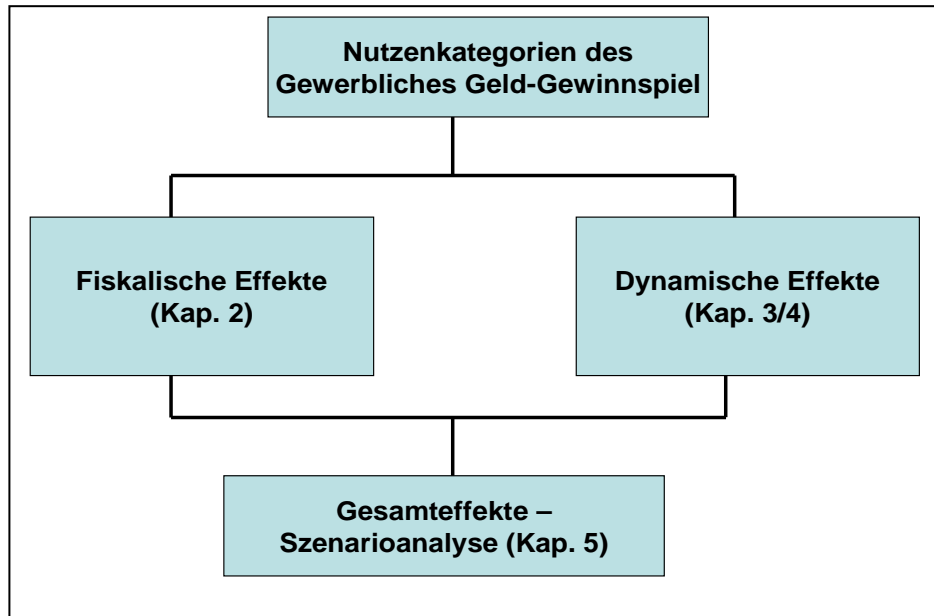 Nutzenkategorien des
Gewerbliches Geld-Gewinnspiel
Fiskalische Effekte
(Kap. 2)
Dynamische Effekte
(Kap. 3/4)
Gesamteffekte –
Szenarioanalyse (Kap. 5)